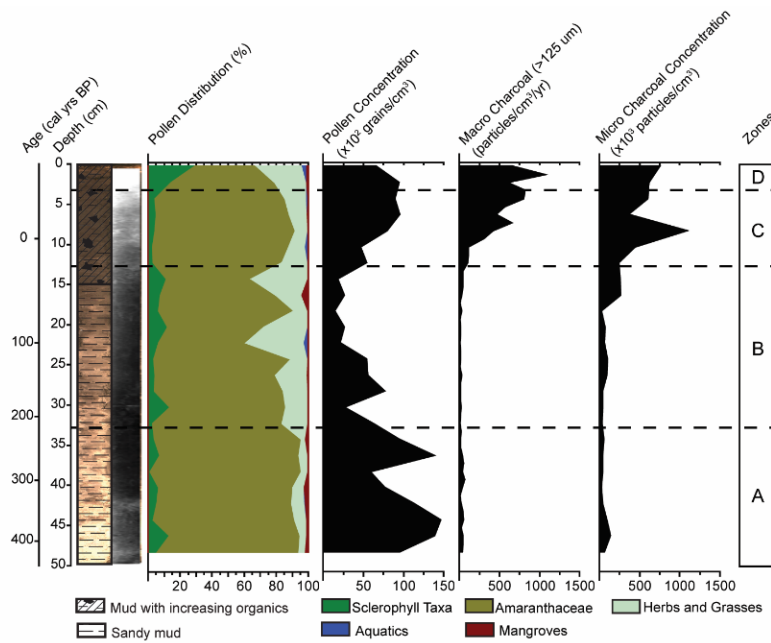 Age (cal yrs BP)
Depth (cm)
Pollen Distribution (%)
Pollen Concentration
(x10² grains/cm³)
Macro Charcoal (>125 um)
(particles/cm³/yr)
Micro Charcoal Concentration
(x10³ particles/cm³)
Zones
0
5
10
15
20
25
30
35
40
45
50
0
100
200
300
400
D
C
B
A
20 40 60 80 100
50 100 150
500 1000 1500
500 1000 1500
Mud with increasing organics
Sclerophyll Taxa
Amaranthaceae
Herbs and Grasses
Sandy mud
Aquatics
Mangroves